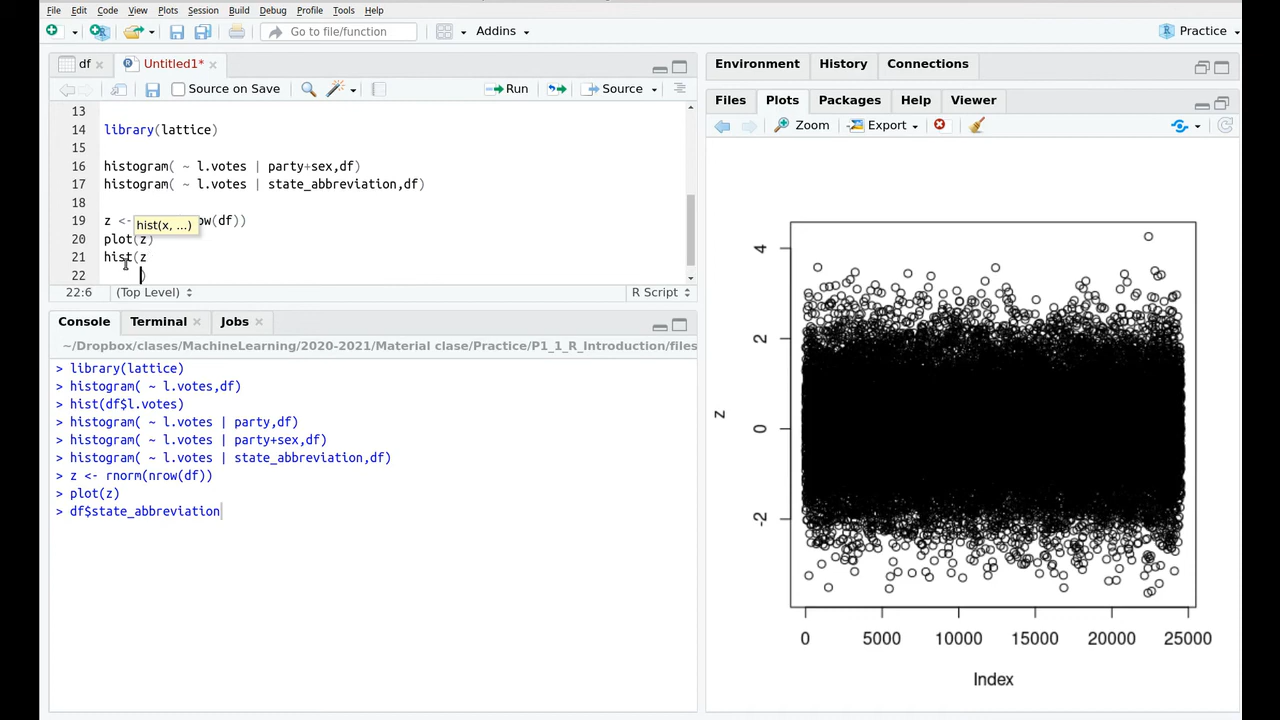 File Edit Code View Plots Session Build Debug Profile Tools Help
Go to file/function Addins Practice
df Untitled1*
Source on Save Run Source
13
14 library(lattice)
15
16 histogram( ~ l.votes | party+sex,df)
17 histogram( ~ l.votes | state_abbreviation,df)
18
19 z <- ow(df))
hist(x, ...)
20 plot(z)
21 hist(z
22 )
22:6 (Top Level) R Script
Console Terminal Jobs
~/Dropbox/clases/MachineLearning/2020-2021/Material clase/Practice/P1_1_R_Introduction/files
> library(lattice)
> histogram( ~ l.votes,df)
> hist(df$l.votes)
> histogram( ~ l.votes | party,df)
> histogram( ~ l.votes | party+sex,df)
> histogram( ~ l.votes | state_abbreviation,df)
> z <- rnorm(nrow(df))
> plot(z)
> df$state_abbreviation
Environment History Connections
Files Plots Packages Help Viewer
Zoom Export
4
2
0
-2
z
0 5000 10000 15000 20000 25000
Index